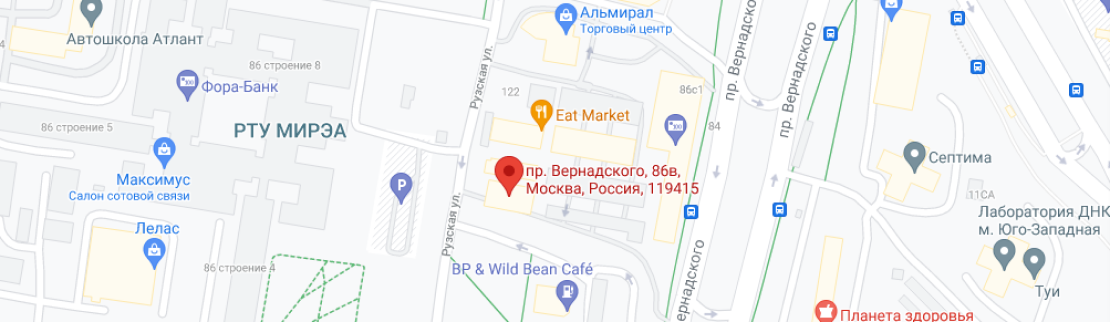 Альмирал
Торговый центр
Автошкола Атлант
86 строение 8
Фора-Банк
Рузская ул.
122
Eat Market
86с1
пр. Вернадского
пр. Вернадского
84
86 строение 5
РТУ МИРЭА
Септима
Максимус
Салон сотовой связи
P
пр. Вернадского, 86в,
Москва, Россия, 119415
11СА
Рузская ул.
Лелас
Лаборатория ДНК
м. Юго-Западная
86 строение 4
BP & Wild Bean Café
Вернадского
Туи
Планета здоровья